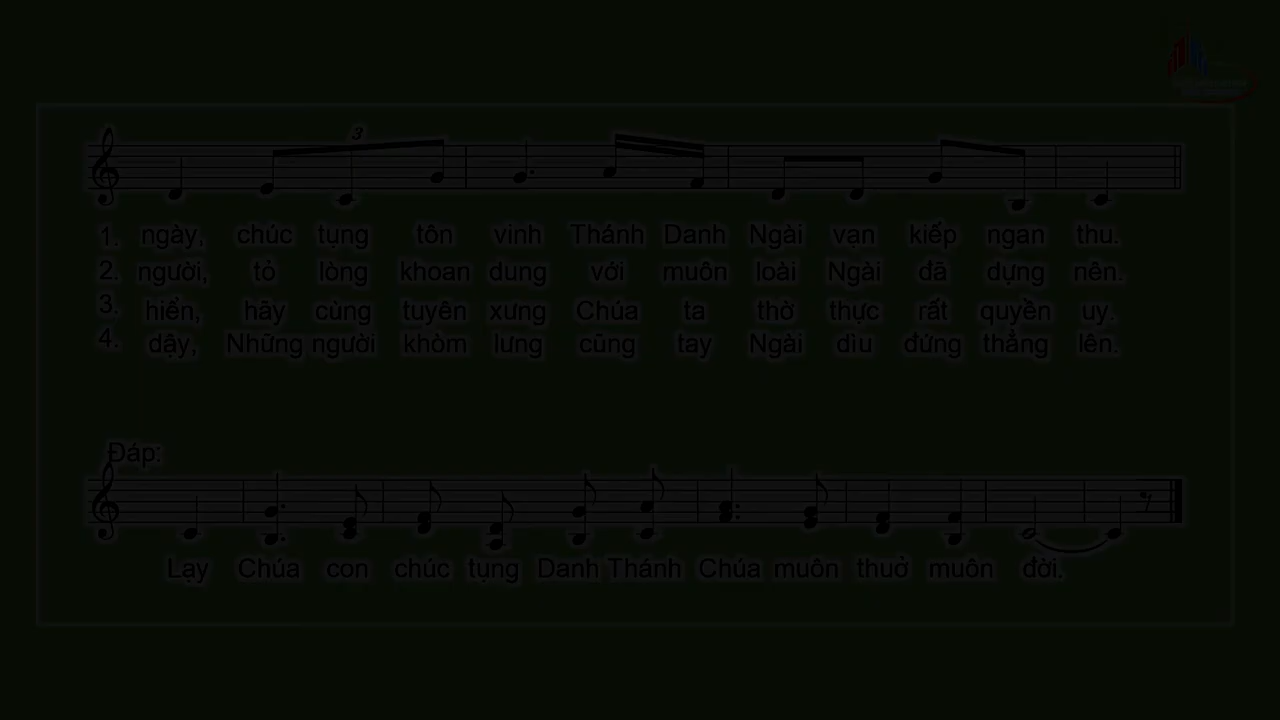 3
1. ngày, chúc tụng tôn vinh Thánh Danh Ngài vạn kiếp ngan thu.
2. người, tỏ lòng khoan dung với muôn loài Ngài đã dựng nên.
3. hiển, hãy cùng tuyên xưng Chúa ta thờ thực rất quyền uy.
4. dậy, Những người khòm lưng cũng tay Ngài dìu đứng thẳng lên.
Đáp:
Lạy Chúa con chúc tụng Danh Thánh Chúa muôn thuở muôn đời.